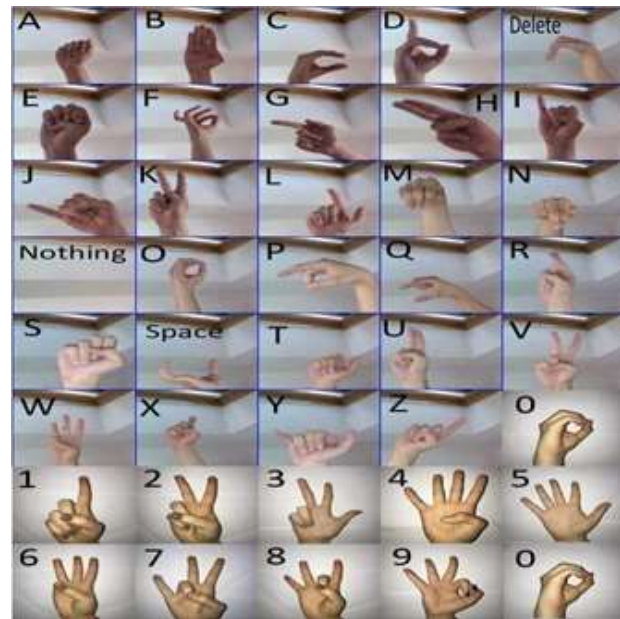 A B C D Delete
E F G H I
J K L M N
Nothing O P Q R
S Space T U V
W X Y Z 0
1 2 3 4 5
6 7 8 9 0